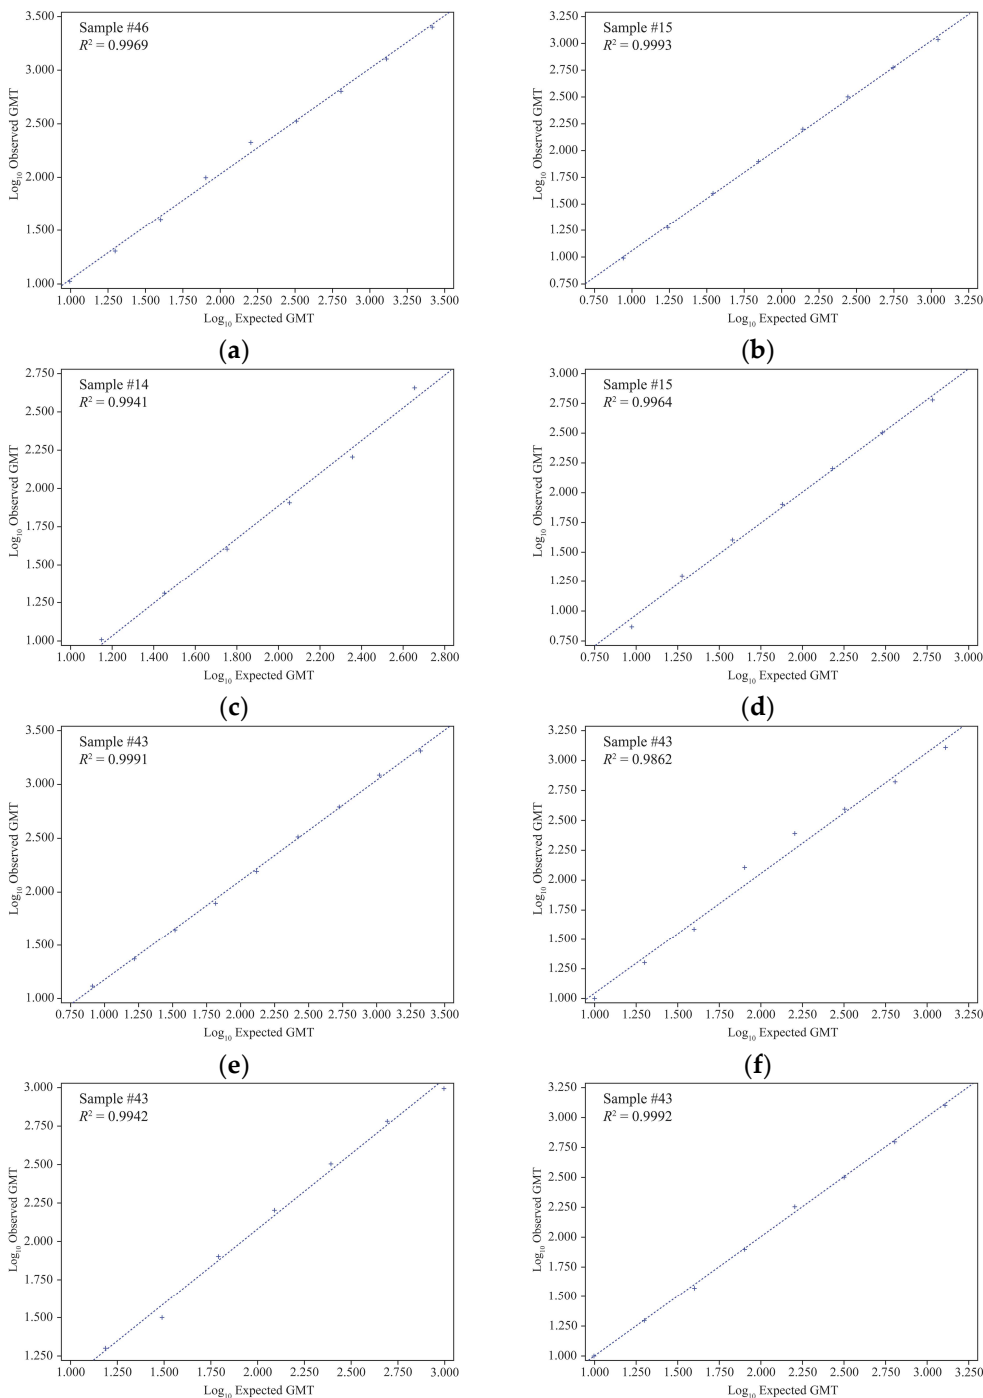 3.500
Sample #46
R² = 0.9969
3.000
2.500
2.000
1.500
1.000
Log₁₀ Observed GMT
1.000 1.250 1.500 1.750 2.000 2.250 2.500 2.750 3.000 3.250 3.500
Log₁₀ Expected GMT
(a)
3.250
Sample #15
R² = 0.9993
3.000
2.750
2.500
2.250
2.000
1.750
1.500
1.250
1.000
0.750
Log₁₀ Observed GMT
0.750 1.000 1.250 1.500 1.750 2.000 2.250 2.500 2.750 3.000 3.250
Log₁₀ Expected GMT
(b)
2.750
Sample #14
R² = 0.9941
2.500
2.250
2.000
1.750
1.500
1.250
1.000
Log₁₀ Observed GMT
1.000 1.200 1.400 1.600 1.800 2.000 2.200 2.400 2.600 2.800
Log₁₀ Expected GMT
(c)
3.000
Sample #15
R² = 0.9964
2.750
2.500
2.250
2.000
1.750
1.500
1.250
1.000
0.750
Log₁₀ Observed GMT
0.750 1.000 1.250 1.500 1.750 2.000 2.250 2.500 2.750 3.000
Log₁₀ Expected GMT
(d)
3.500
Sample #43
R² = 0.9991
3.000
2.500
2.000
1.500
1.000
Log₁₀ Observed GMT
0.750 1.000 1.250 1.500 1.750 2.000 2.250 2.500 2.750 3.000 3.250 3.500
Log₁₀ Expected GMT
(e)
3.250
Sample #43
R² = 0.9862
3.000
2.750
2.500
2.250
2.000
1.750
1.500
1.250
1.000
Log₁₀ Observed GMT
1.000 1.250 1.500 1.750 2.000 2.250 2.500 2.750 3.000 3.250
Log₁₀ Expected GMT
(f)
3.000
Sample #43
R² = 0.9942
2.750
2.500
2.250
2.000
1.750
1.500
1.250
Log₁₀ Observed GMT
1.000 1.250 1.500 1.750 2.000 2.250 2.500 2.750 3.000
Log₁₀ Expected GMT
3.250
Sample #43
R² = 0.9992
3.000
2.750
2.500
2.250
2.000
1.750
1.500
1.250
1.000
Log₁₀ Observed GMT
1.000 1.250 1.500 1.750 2.000 2.250 2.500 2.750 3.000 3.250
Log₁₀ Expected GMT